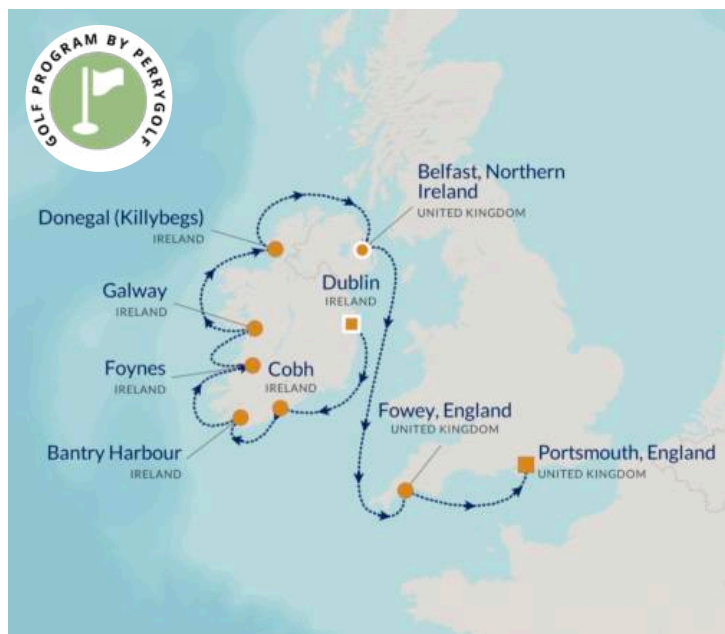 GOLF PROGRAM BY PERRYGOLF
Belfast, Northern
Ireland
UNITED KINGDOM
Donegal (Killybegs)
IRELAND
Dublin
IRELAND
Galway
IRELAND
Foynes
IRELAND
Cobh
IRELAND
Fowey, England
UNITED KINGDOM
Bantry Harbour
IRELAND
Portsmouth, England
UNITED KINGDOM